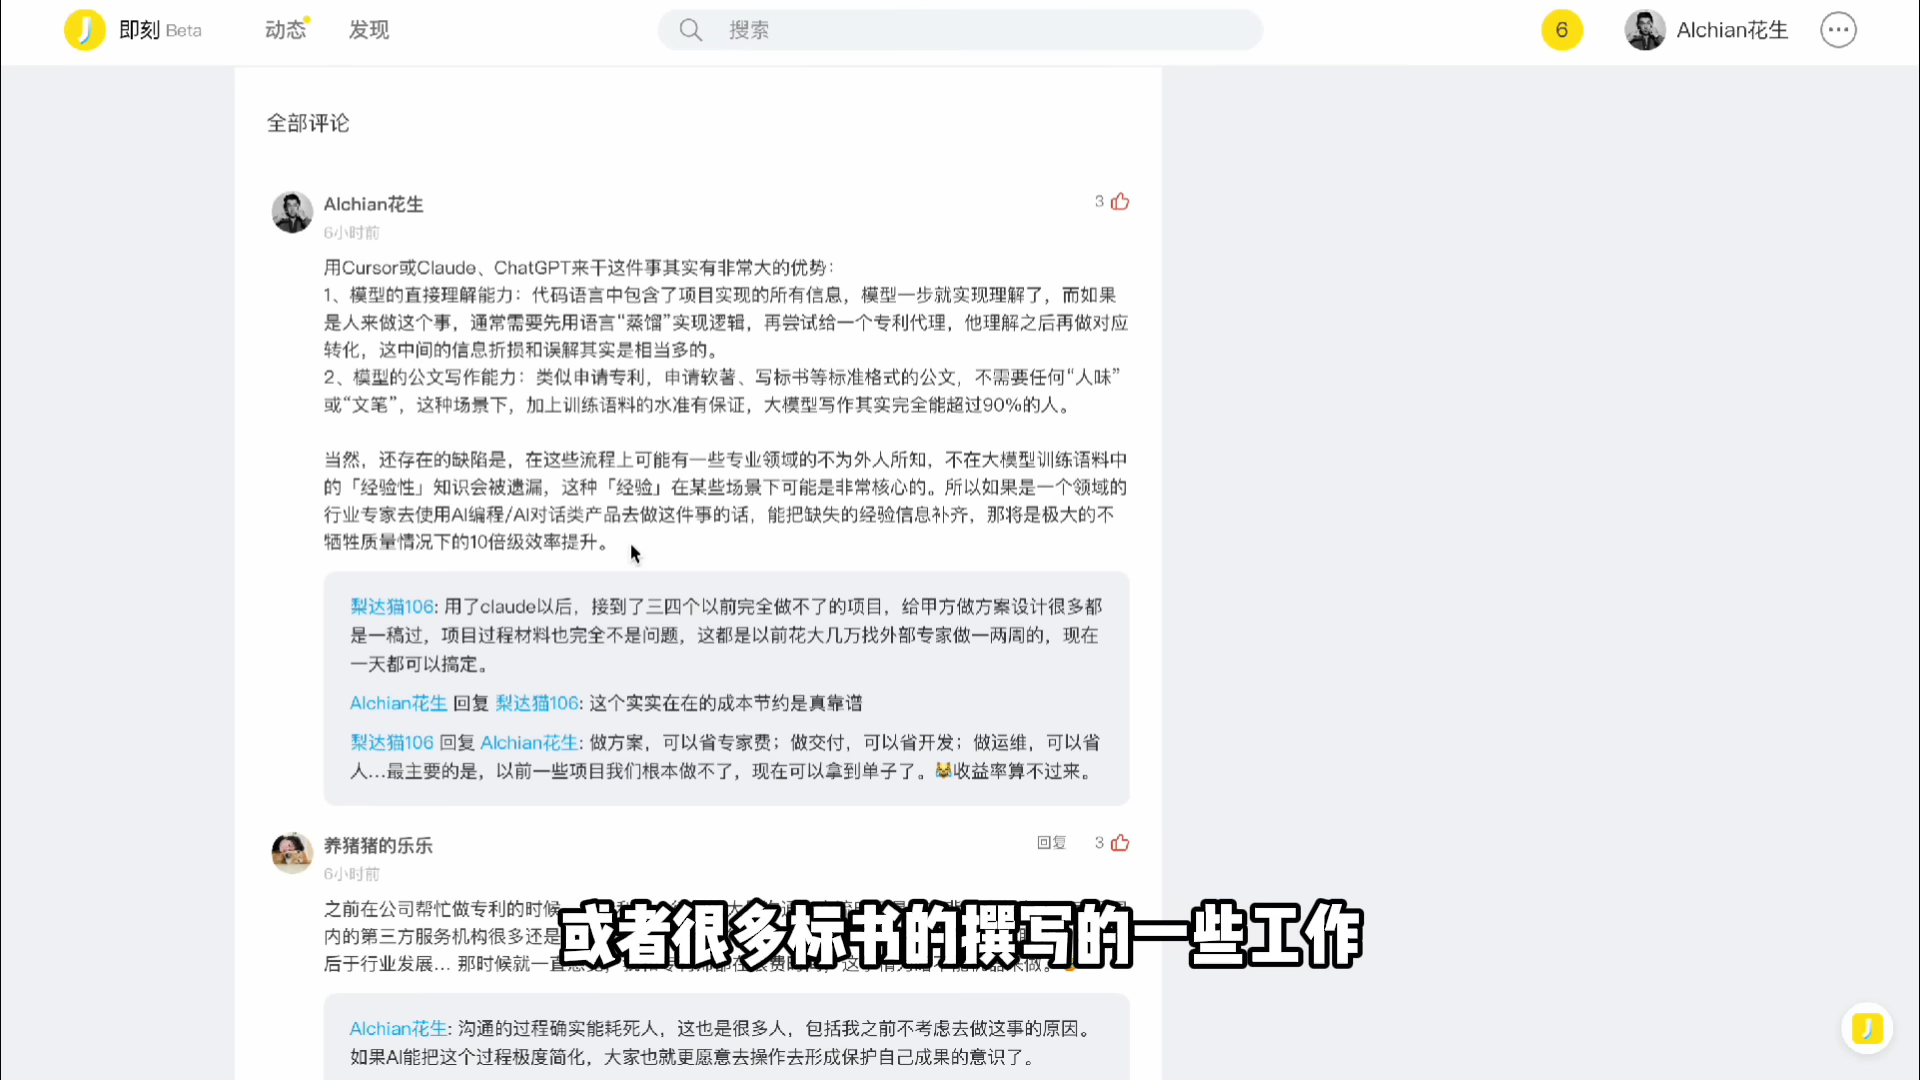 即刻 Beta
动态
发现
搜索
6
Alchian花生
全部评论
Alchian花生
3
6小时前
用Cursor或Claude、ChatGPT来干这件事其实有非常大的优势：
1、模型的直接理解能力：代码语言中包含了项目实现的所有信息，模型一步就实现理解了，而如果
是人来做这个事，通常需要先用语言“蒸馏”实现逻辑，再尝试给一个专利代理，他理解之后再做对应
转化，这中间的信息折损和误解其实是相当多的。
2、模型的公文写作能力：类似申请专利，申请软著、写标书等标准格式的公文，不需要任何“人味”
或“文笔”，这种场景下，加上训练语料的水准有保证，大模型写作其实完全能超过90%的人。
当然，还存在的缺陷是，在这些流程上可能有一些专业领域的不为外人所知，不在大模型训练语料中
的「经验性」知识会被遗漏，这种「经验」在某些场景下可能是非常核心的。所以如果是一个领域的
行业专家去使用AI编程/AI对话类产品去做这件事的话，能把缺失的经验信息补齐，那将是极大的不
牺牲质量情况下的10倍级效率提升。
梨达猫106: 用了claude以后，接到了三四个以前完全做不了的项目，给甲方做方案设计很多都
是一稿过，项目过程材料也完全不是问题，这都是以前花大几万找外部专家做一两周的，现在
一天都可以搞定。
Alchian花生 回复 梨达猫106: 这个实实在在的成本节约是真靠谱
梨达猫106 回复 Alchian花生: 做方案，可以省专家费；做交付，可以省开发；做运维，可以省
人...最主要的是，以前一些项目我们根本做不了，现在可以拿到单子了。😹收益率算不过来。
养猪猪的乐乐
回复
3
6小时前
之前在公司帮忙做专利的时候
内的第三方服务机构很多还是
后于行业发展... 那时候就一直
或者很多标书的撰写的一些工作
Alchian花生: 沟通的过程确实能耗死人，这也是很多人，包括我之前不考虑去做这事的原因。
如果AI能把这个过程极度简化，大家也就更愿意去操作去形成保护自己成果的意识了。